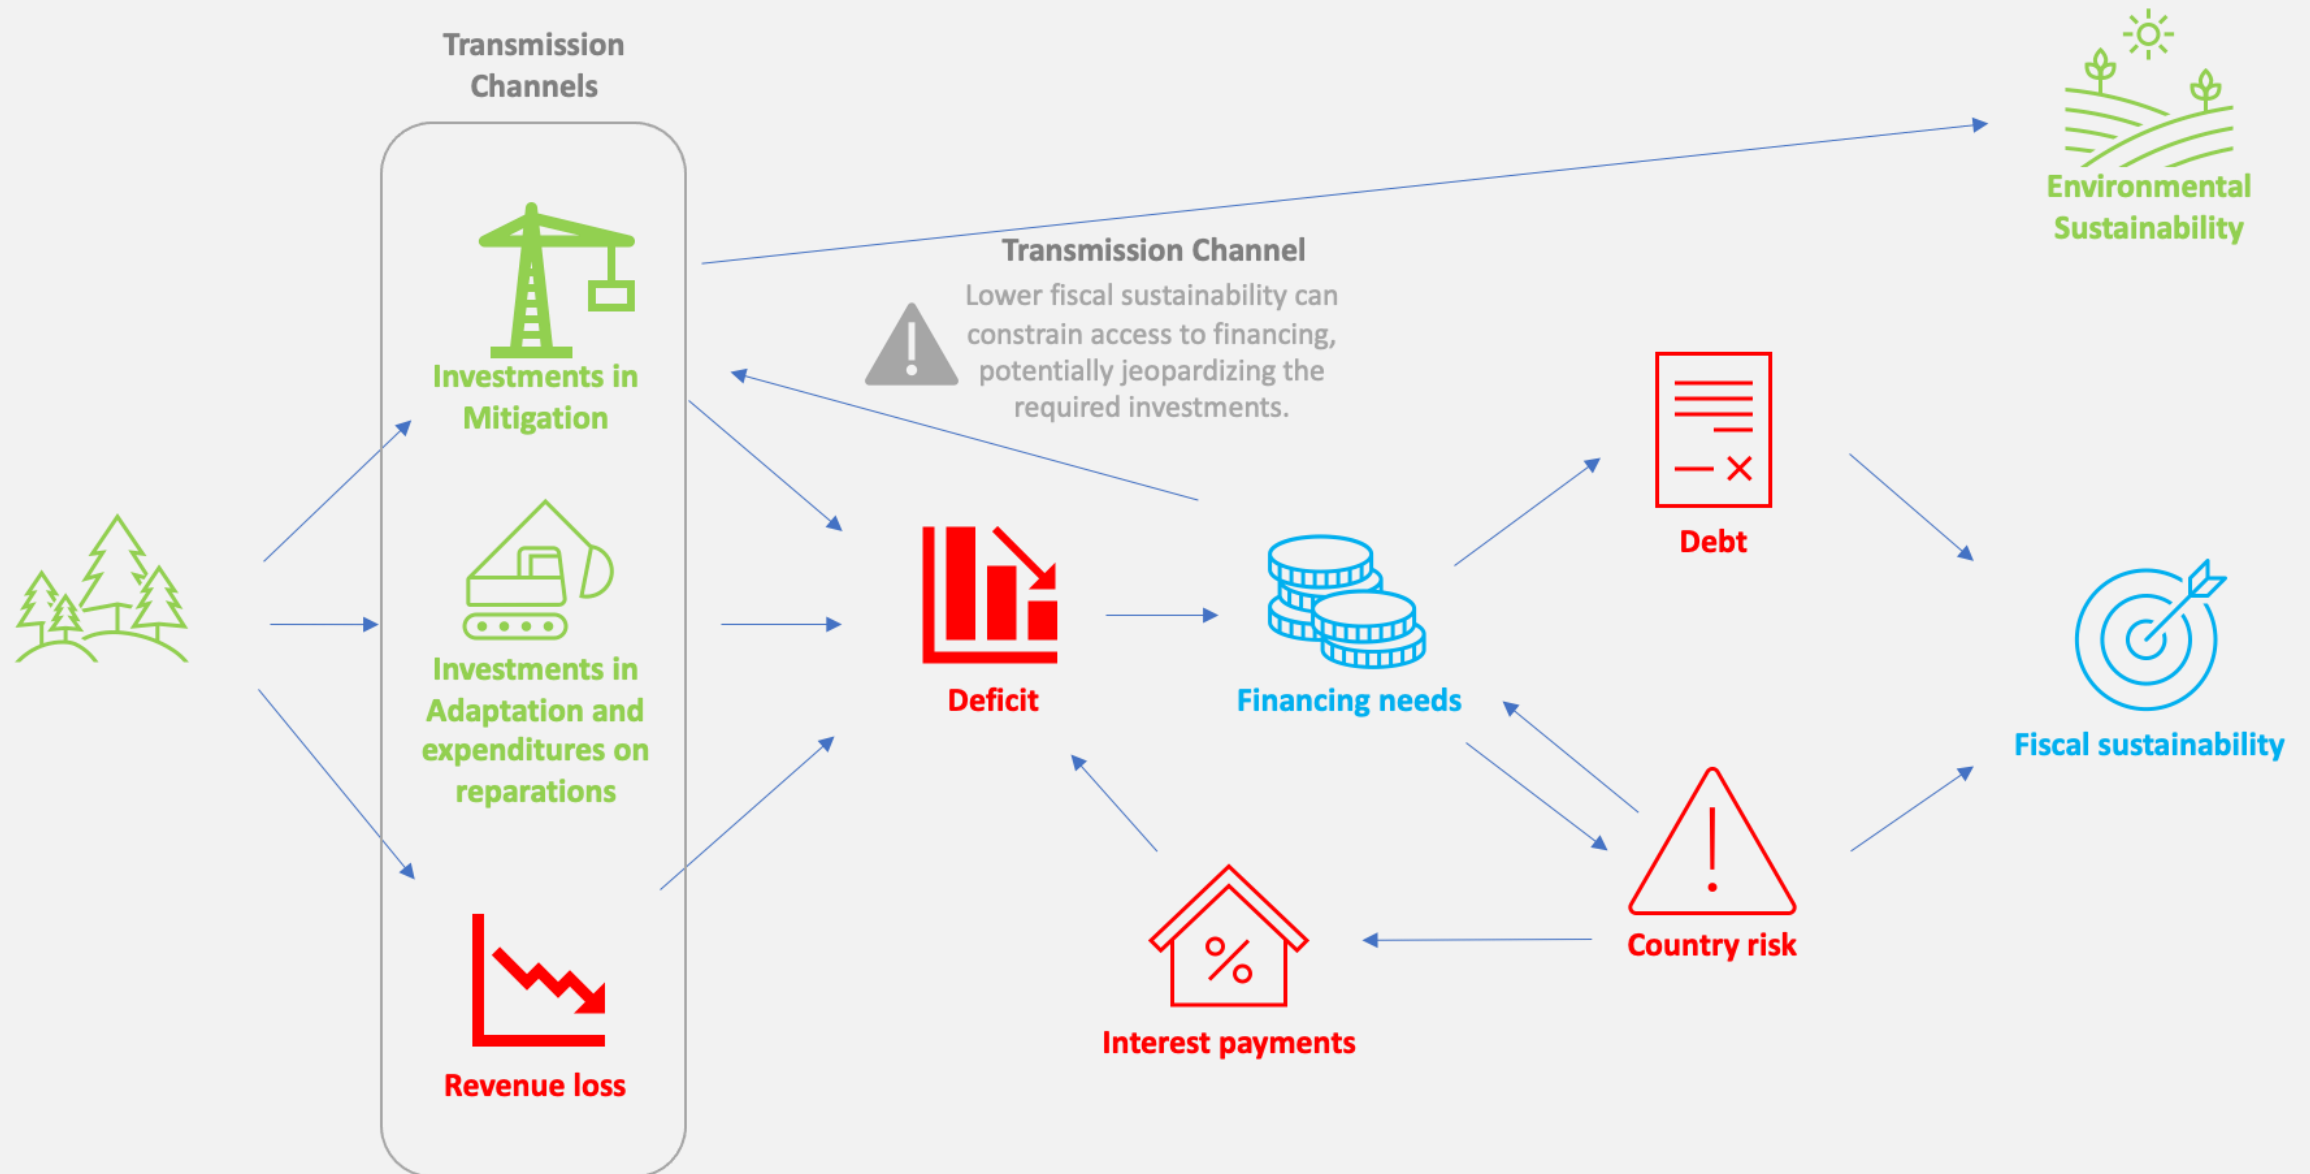 Transmission
Channels
Investments in
Mitigation
Investments in
Adaptation and
expenditures on
reparations
Revenue loss
Transmission Channel
Lower fiscal sustainability can
constrain access to financing,
potentially jeopardizing the
required investments.
Deficit
Financing needs
Interest payments
Debt
Country risk
Environmental
Sustainability
Fiscal sustainability